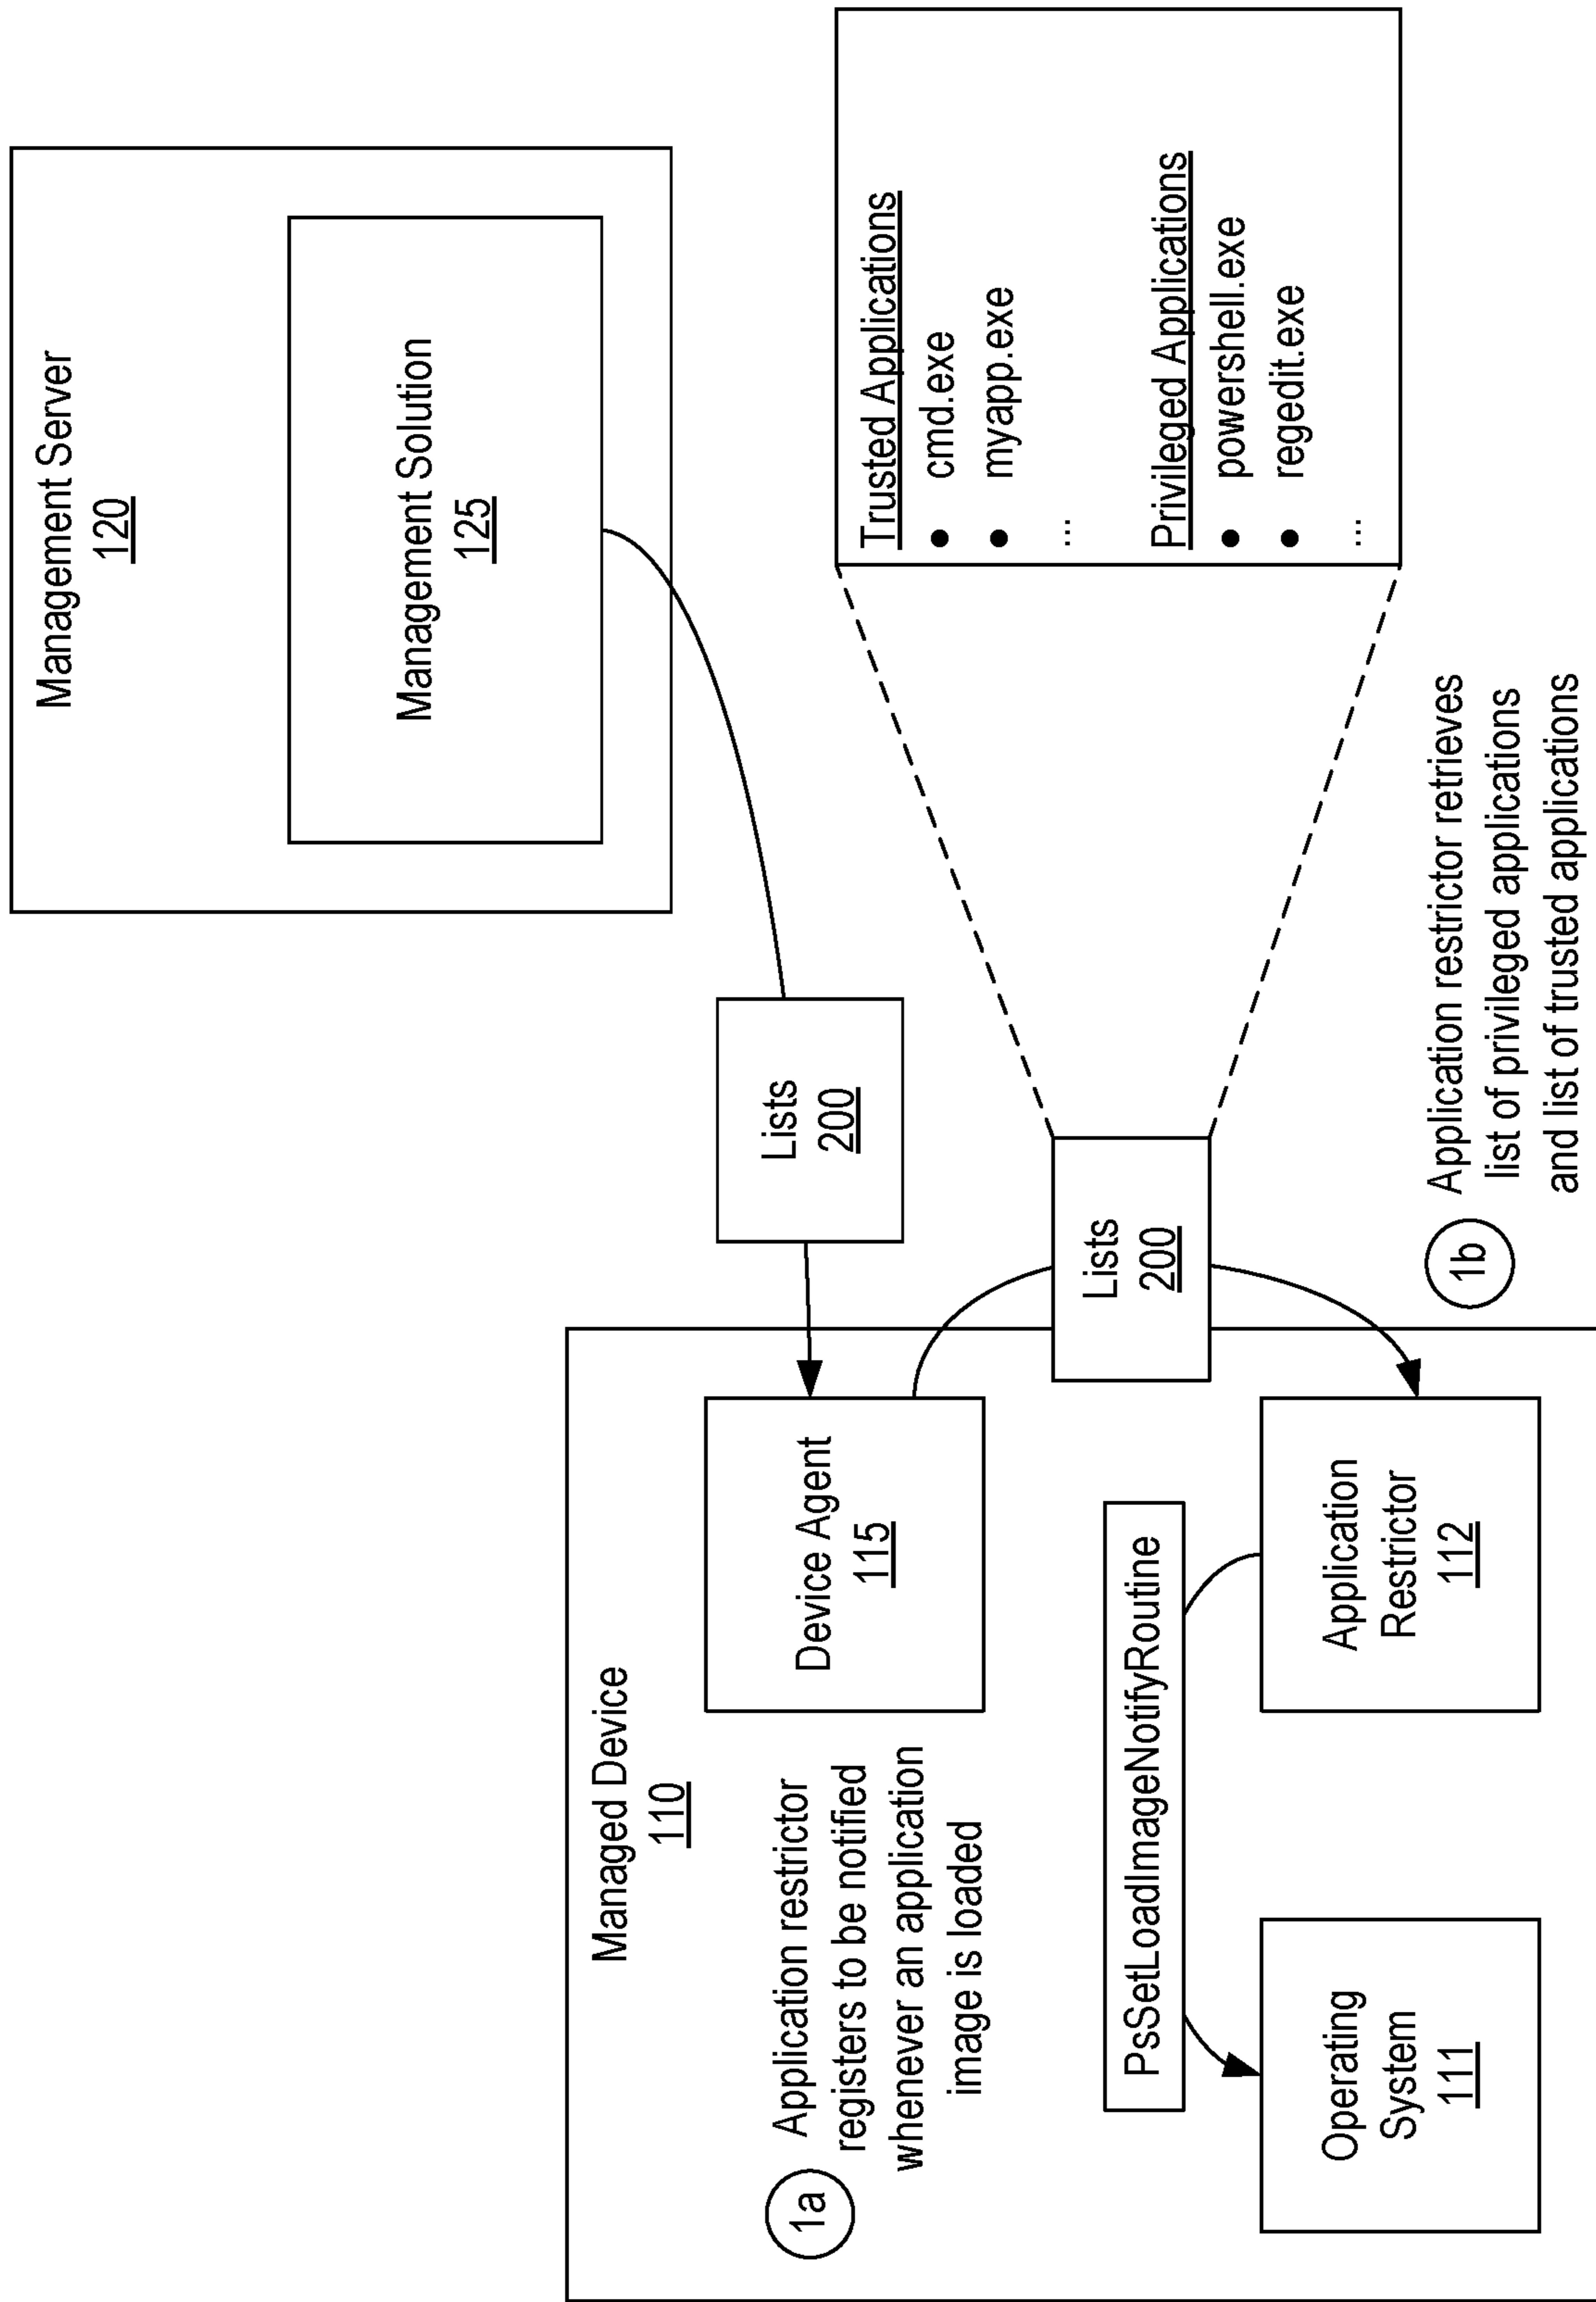 Management Server
120
Management Solution
125
Managed Device
110
1a
Application restrictor
registers to be notified
whenever an application
image is loaded
Device Agent
115
Lists
200
PsSetLoadImageNotifyRoutine
Operating
System
111
Application
Restrictor
112
Lists
200
Trusted Applications
● cmd.exe
● myapp.exe
...
Privileged Applications
● powershell.exe
● regedit.exe
...
1b
Application restrictor retrieves
list of privileged applications
and list of trusted applications